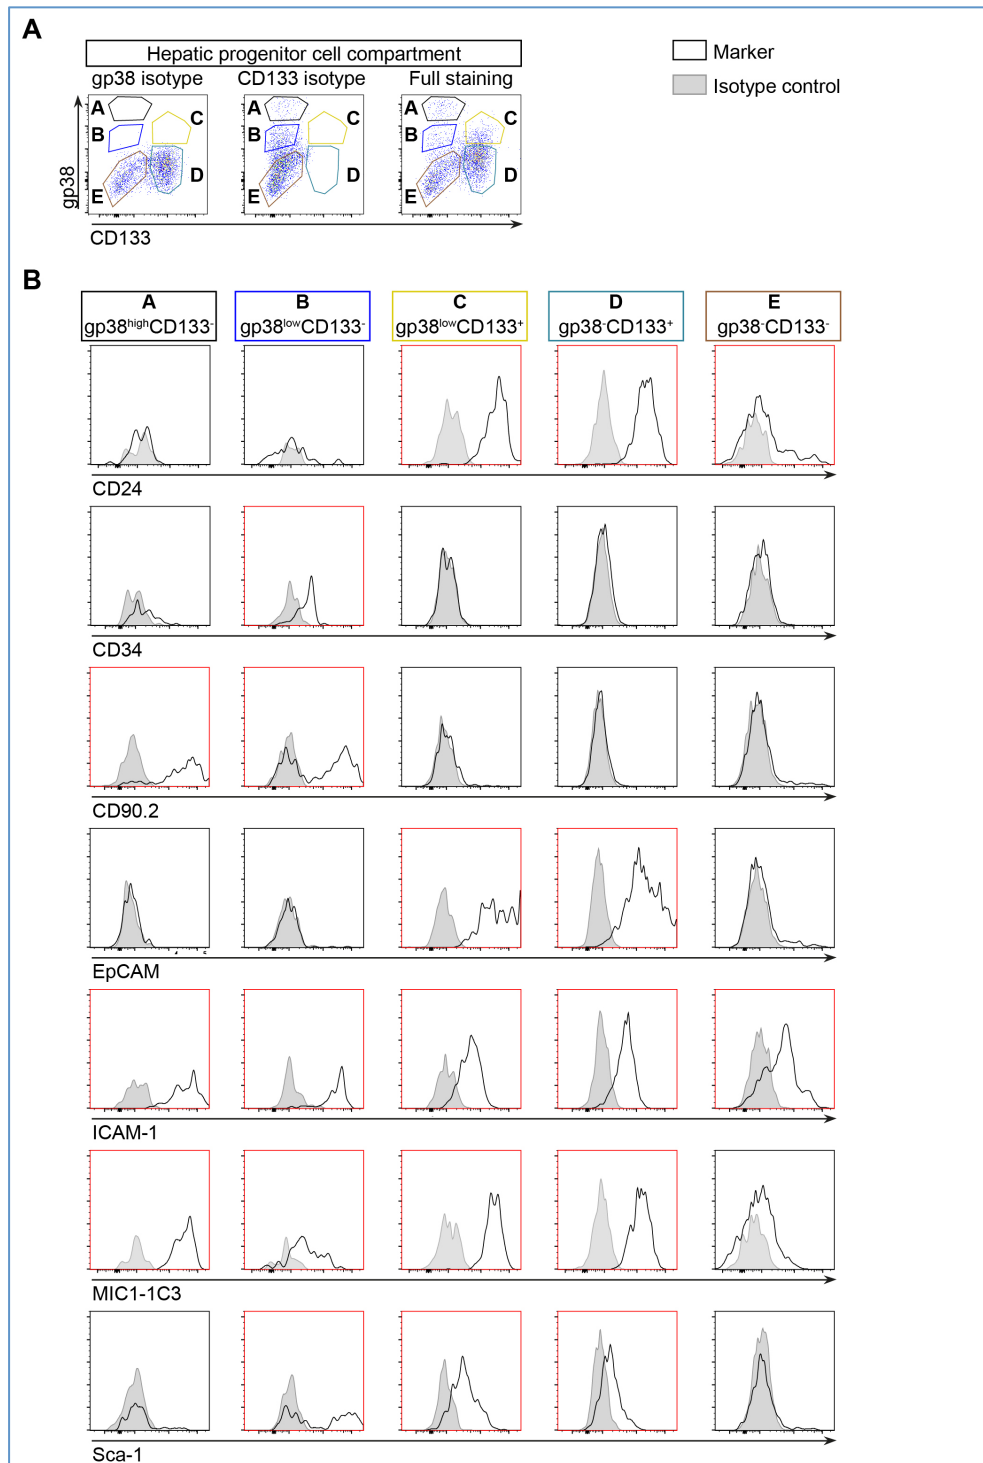 A
Hepatic progenitor cell compartment
gp38 isotype CD133 isotype Full staining
Marker
Isotype control
A B C D E
A B C D E
A B C D E
gp38
CD133
B
A B C D E
gp38highCD133- gp38lowCD133- gp38lowCD133+ gp38-CD133+ gp38-CD133-
CD24
CD34
CD90.2
EpCAM
ICAM-1
MIC1-1C3
Sca-1